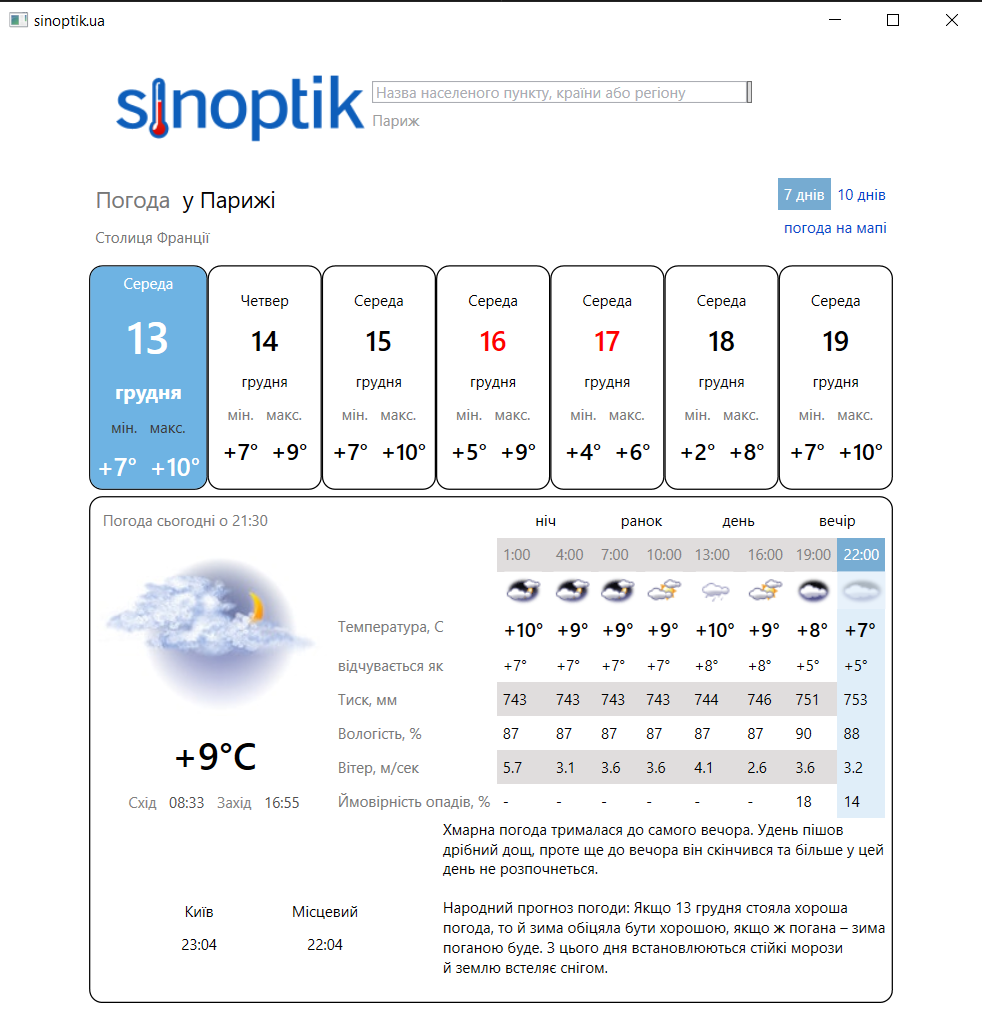 sinoptik.ua
sinoptik
Назва населеного пункту, країни або регіону
Париж
Погода у Парижі
7 днів 10 днів
погода на мапі
Столиця Франції
Середа Четвер Середа Середа Середа Середа Середа
13 14 15 16 17 18 19
грудня грудня грудня грудня грудня грудня грудня
мін. макс. мін. макс. мін. макс. мін. макс. мін. макс. мін. макс. мін. макс.
+7° +10° +7° +9° +7° +10° +5° +9° +4° +6° +2° +8° +7° +10°
Погода сьогодні о 21:30
ніч ранок день вечір
1:00 4:00 7:00 10:00 13:00 16:00 19:00 22:00
Температура, С +10° +9° +9° +9° +10° +9° +8° +7°
відчувається як +7° +7° +7° +7° +8° +8° +5° +5°
Тиск, мм 743 743 743 743 744 746 751 753
Вологість, % 87 87 87 87 87 87 90 88
+9°C
Вітер, м/сек 5.7 3.1 3.6 3.6 4.1 2.6 3.6 3.2
Схід 08:33 Захід 16:55
Ймовірність опадів, % - - - - - - 18 14
Хмарна погода трималася до самого вечора. Удень пішов
дрібний дощ, проте ще до вечора він скінчився та більше у цей
день не розпочнеться.
Народний прогноз погоди: Якщо 13 грудня стояла хороша
погода, то й зима обіцяла бути хорошою, якщо ж погана – зима
поганою буде. З цього дня встановлюються стійкі морози
й землю встеляє снігом.
Київ Місцевий
23:04 22:04